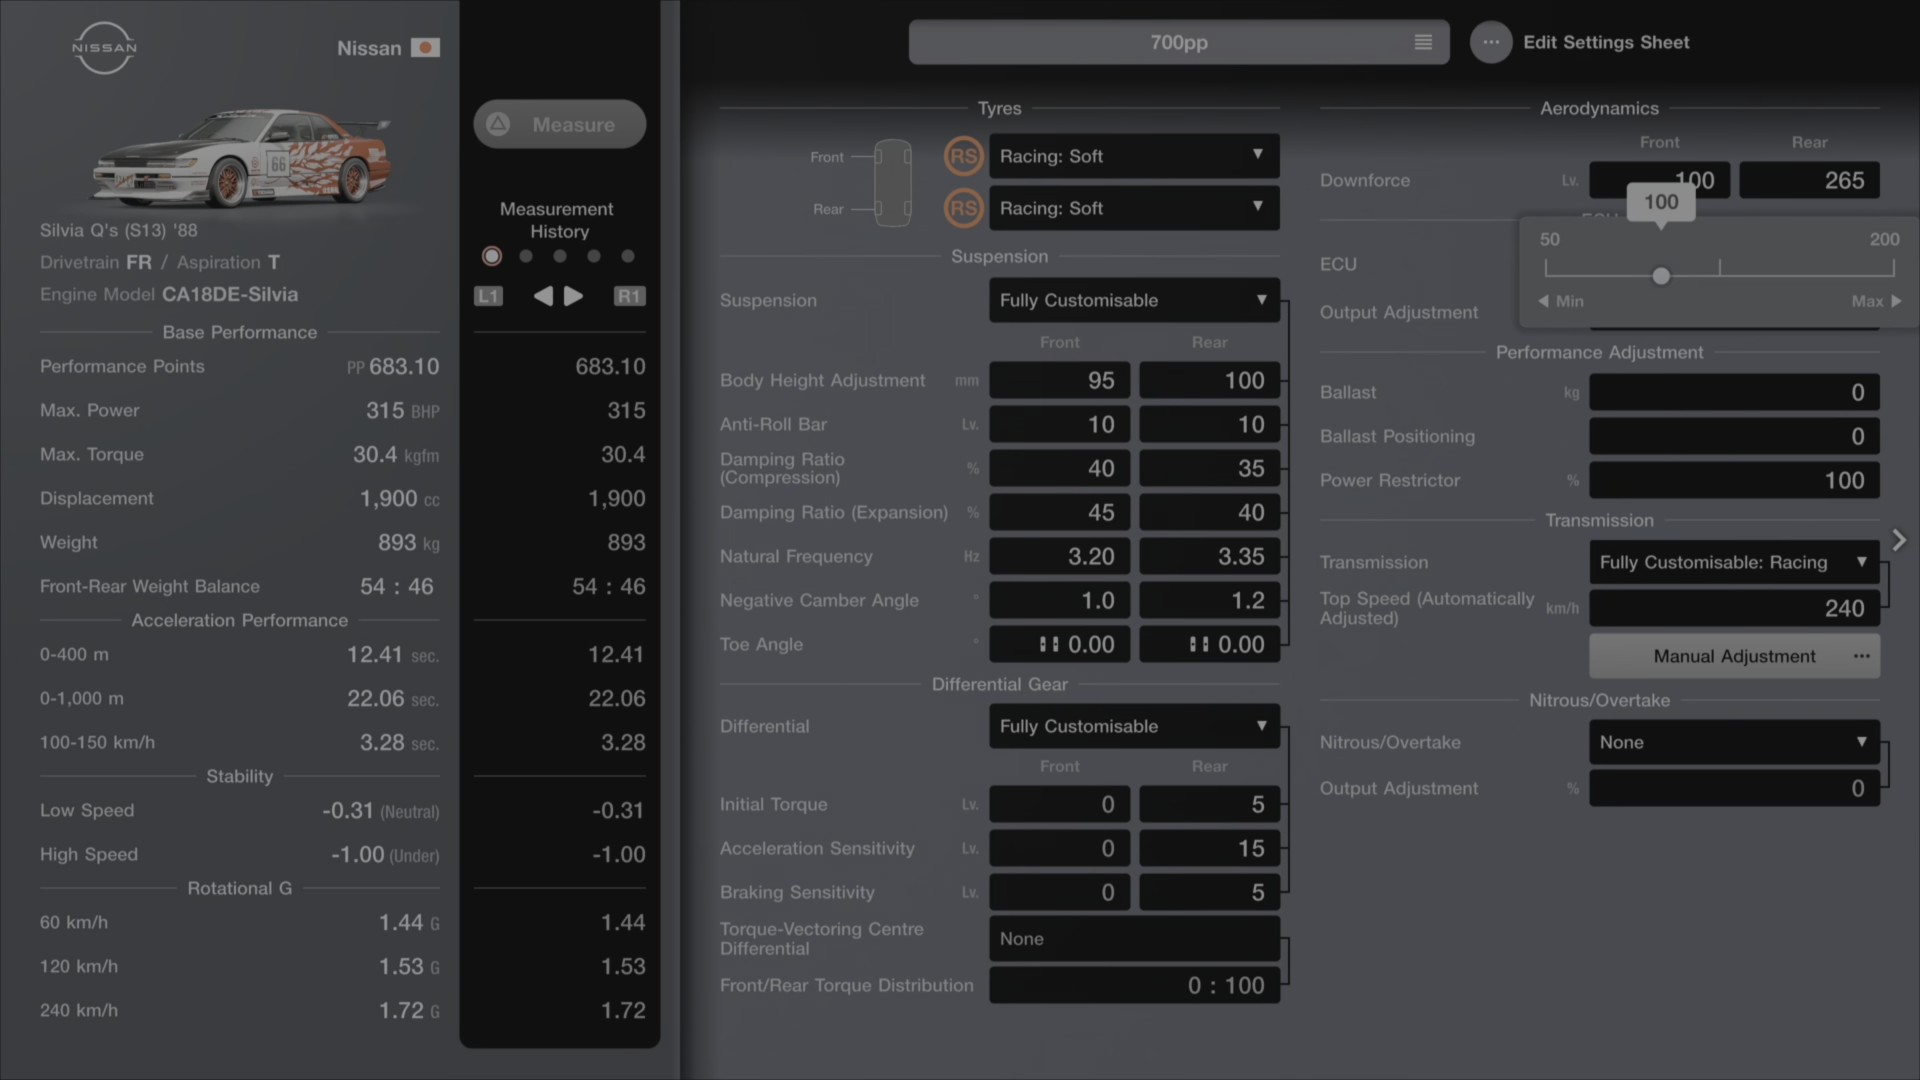 NISSAN
Nissan
66
Silvia Q's (S13) '88
Drivetrain FR / Aspiration T
Engine Model CA18DE-Silvia
Base Performance
Performance Points PP 683.10
Max. Power 315 BHP
Max. Torque 30.4 kgfm
Displacement 1,900 cc
Weight 893 kg
Front-Rear Weight Balance 54 : 46
Acceleration Performance
0-400 m 12.41 sec.
0-1,000 m 22.06 sec.
100-150 km/h 3.28 sec.
Stability
Low Speed -0.31 (Neutral)
High Speed -1.00 (Under)
Rotational G
60 km/h 1.44 G
120 km/h 1.53 G
240 km/h 1.72 G
Measure
Measurement
History
L1 R1
683.10
315
30.4
1,900
893
54 : 46
12.41
22.06
3.28
-0.31
-1.00
1.44
1.53
1.72
700pp
Edit Settings Sheet
Tyres
Front RS Racing: Soft
Rear RS Racing: Soft
Suspension
Suspension Fully Customisable
Front Rear
Body Height Adjustment mm 95 100
Anti-Roll Bar Lv. 10 10
Damping Ratio
(Compression) % 40 35
Damping Ratio (Expansion) % 45 40
Natural Frequency Hz 3.20 3.35
Negative Camber Angle ° 1.0 1.2
Toe Angle ° 0.00 0.00
Differential Gear
Differential Fully Customisable
Front Rear
Initial Torque Lv. 0 5
Acceleration Sensitivity Lv. 0 15
Braking Sensitivity Lv. 0 5
Torque-Vectoring Centre
Differential None
Front/Rear Torque Distribution 0 : 100
Aerodynamics
Front Rear
Downforce Lv. 100 265
100
50 200
Min Max
ECU
Output Adjustment
Performance Adjustment
Ballast kg 0
Ballast Positioning 0
Power Restrictor % 100
Transmission
Transmission Fully Customisable: Racing
Top Speed (Automatically
Adjusted) km/h 240
Manual Adjustment
Nitrous/Overtake
Nitrous/Overtake None
Output Adjustment % 0